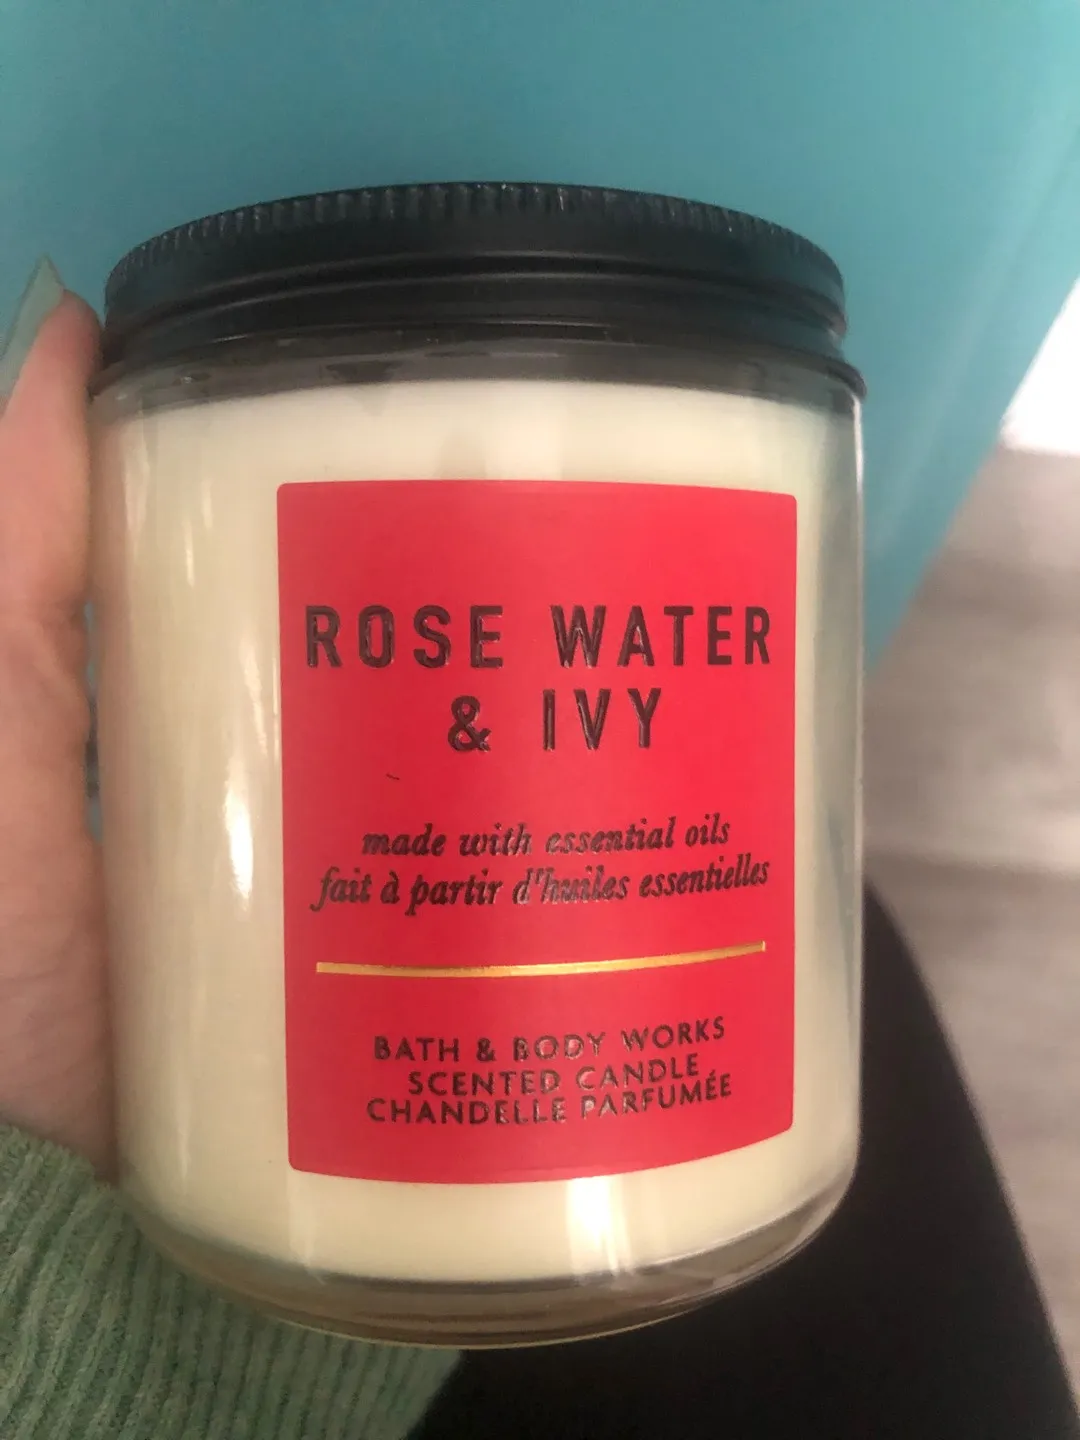 ROSE WATER
& IVY
made with essential oils
fait à partir d'huiles essentielles
BATH & BODY WORKS
SCENTED CANDLE
CHANDELLE PARFUMÉE